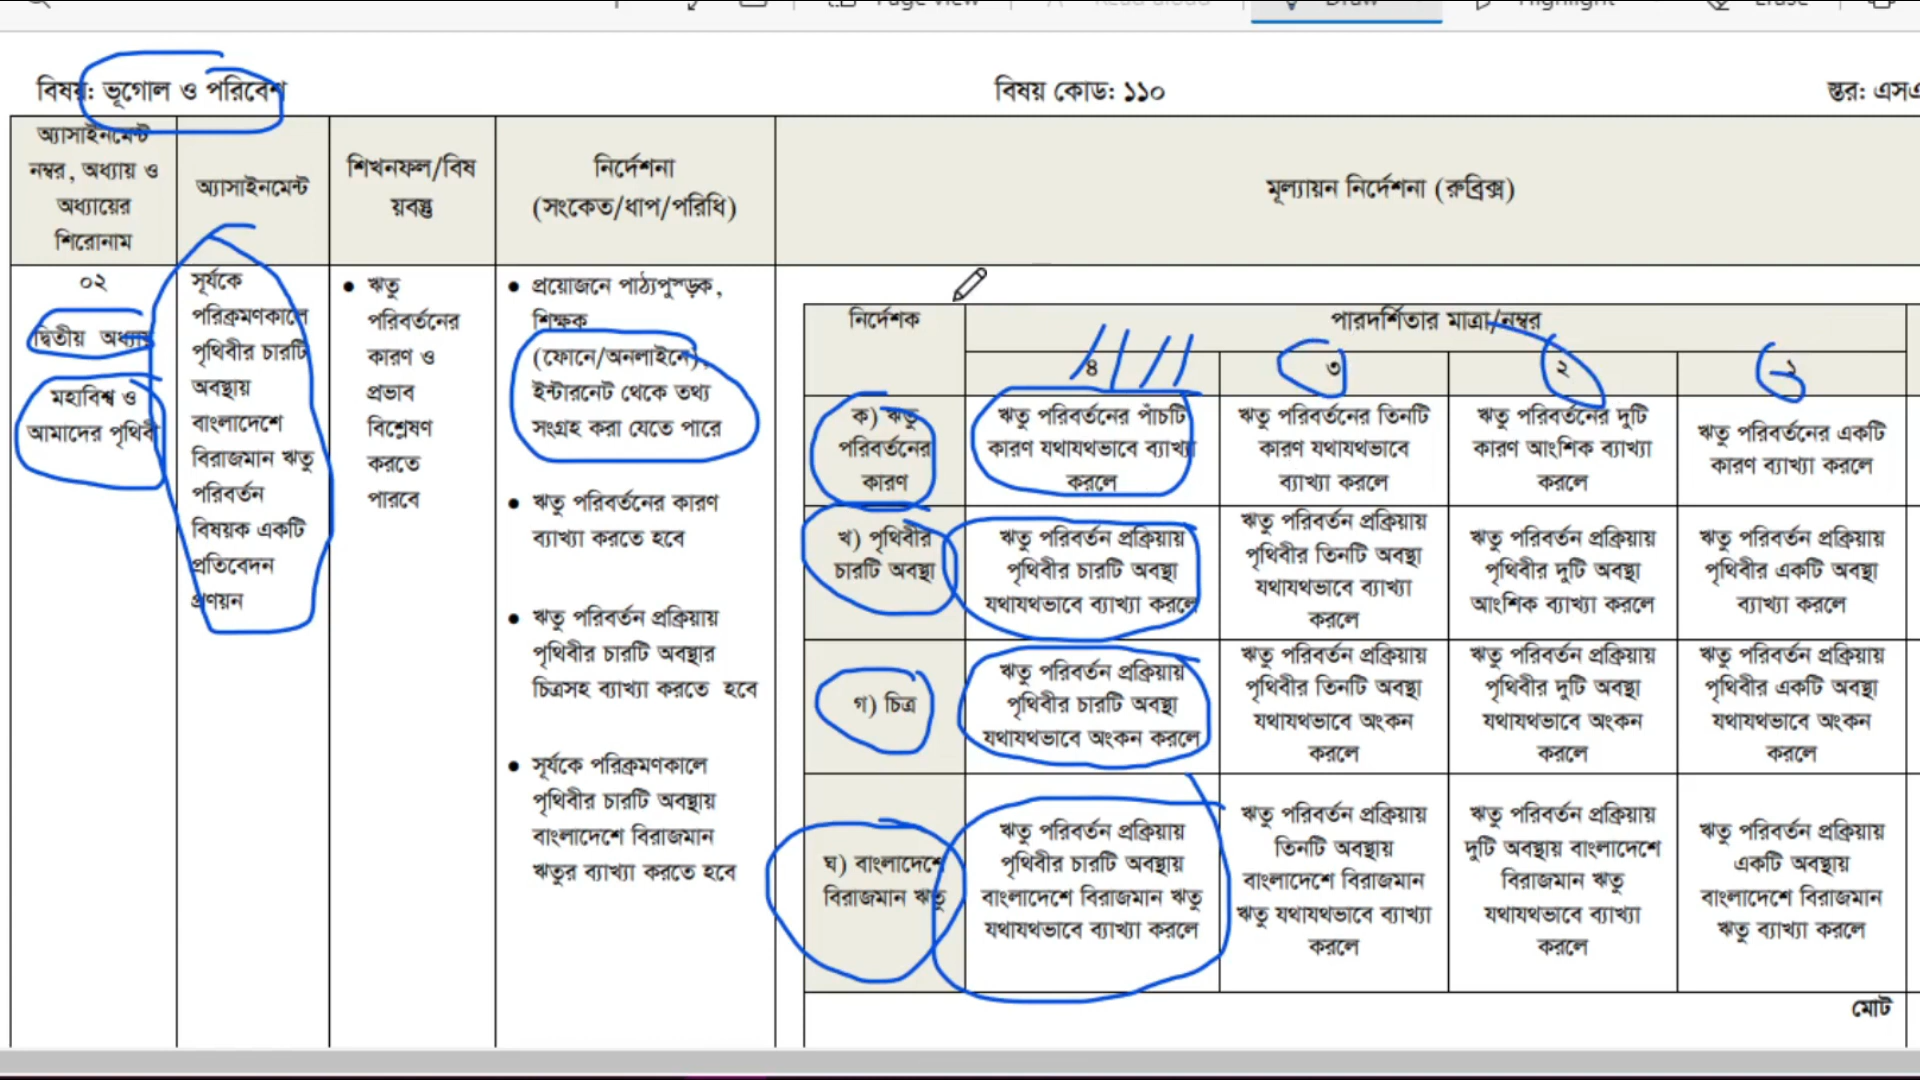 Page view
Read aloud
Draw
Highlight
Erase
বিষয়: ভূগোল ও পরিবেশ
বিষয় কোড: ১১০
স্তর: এসএ
অ্যাসাইনমেন্ট
নম্বর, অধ্যায় ও
অধ্যায়ের
শিরোনাম
অ্যাসাইনমেন্ট
শিখনফল/বিষ
য়বস্তু
নির্দেশনা
(সংকেত/ধাপ/পরিধি)
মূল্যায়ন নির্দেশনা (রুব্রিক্স)
০২
দ্বিতীয় অধ্যায়
মহাবিশ্ব ও
আমাদের পৃথিবী
সূর্যকে
পরিক্রমণকালে
পৃথিবীর চারটি
অবস্থায়
বাংলাদেশে
বিরাজমান ঋতু
পরিবর্তন
বিষয়ক একটি
প্রতিবেদন
প্রণয়ন
• ঋতু
পরিবর্তনের
কারণ ও
প্রভাব
বিশ্লেষণ
করতে
পারবে
• প্রয়োজনে পাঠ্যপুস্তক,
শিক্ষক
(ফোনে/অনলাইনে),
ইন্টারনেট থেকে তথ্য
সংগ্রহ করা যেতে পারে
• ঋতু পরিবর্তনের কারণ
ব্যাখ্যা করতে হবে
• ঋতু পরিবর্তন প্রক্রিয়ায়
পৃথিবীর চারটি অবস্থার
চিত্রসহ ব্যাখ্যা করতে হবে
• সূর্যকে পরিক্রমণকালে
পৃথিবীর চারটি অবস্থায়
বাংলাদেশে বিরাজমান
ঋতুর ব্যাখ্যা করতে হবে
নির্দেশক
পারদর্শিতার মাত্রা/নম্বর
৪
৩
২
১
ক) ঋতু
পরিবর্তনের
কারণ
ঋতু পরিবর্তনের পাঁচটি
কারণ যথাযথভাবে ব্যাখ্যা
করলে
ঋতু পরিবর্তনের তিনটি
কারণ যথাযথভাবে
ব্যাখ্যা করলে
ঋতু পরিবর্তনের দুটি
কারণ আংশিক ব্যাখ্যা
করলে
ঋতু পরিবর্তনের একটি
কারণ ব্যাখ্যা করলে
খ) পৃথিবীর
চারটি অবস্থা
ঋতু পরিবর্তন প্রক্রিয়ায়
পৃথিবীর চারটি অবস্থা
যথাযথভাবে ব্যাখ্যা করলে
ঋতু পরিবর্তন প্রক্রিয়ায়
পৃথিবীর তিনটি অবস্থা
যথাযথভাবে ব্যাখ্যা
করলে
ঋতু পরিবর্তন প্রক্রিয়ায়
পৃথিবীর দুটি অবস্থা
আংশিক ব্যাখ্যা করলে
ঋতু পরিবর্তন প্রক্রিয়ায়
পৃথিবীর একটি অবস্থা
ব্যাখ্যা করলে
গ) চিত্র
ঋতু পরিবর্তন প্রক্রিয়ায়
পৃথিবীর চারটি অবস্থা
যথাযথভাবে অংকন করলে
ঋতু পরিবর্তন প্রক্রিয়ায়
পৃথিবীর তিনটি অবস্থা
যথাযথভাবে অংকন
করলে
ঋতু পরিবর্তন প্রক্রিয়ায়
পৃথিবীর দুটি অবস্থা
যথাযথভাবে অংকন
করলে
ঋতু পরিবর্তন প্রক্রিয়ায়
পৃথিবীর একটি অবস্থা
যথাযথভাবে অংকন
করলে
ঘ) বাংলাদেশে
বিরাজমান ঋতু
ঋতু পরিবর্তন প্রক্রিয়ায়
পৃথিবীর চারটি অবস্থায়
বাংলাদেশে বিরাজমান ঋতু
যথাযথভাবে ব্যাখ্যা করলে
ঋতু পরিবর্তন প্রক্রিয়ায়
তিনটি অবস্থায়
বাংলাদেশে বিরাজমান
ঋতু যথাযথভাবে ব্যাখ্যা
করলে
ঋতু পরিবর্তন প্রক্রিয়ায়
দুটি অবস্থায় বাংলাদেশে
বিরাজমান ঋতু
যথাযথভাবে ব্যাখ্যা
করলে
ঋতু পরিবর্তন প্রক্রিয়ায়
একটি অবস্থায়
বাংলাদেশে বিরাজমান
ঋতু ব্যাখ্যা করলে
মোট